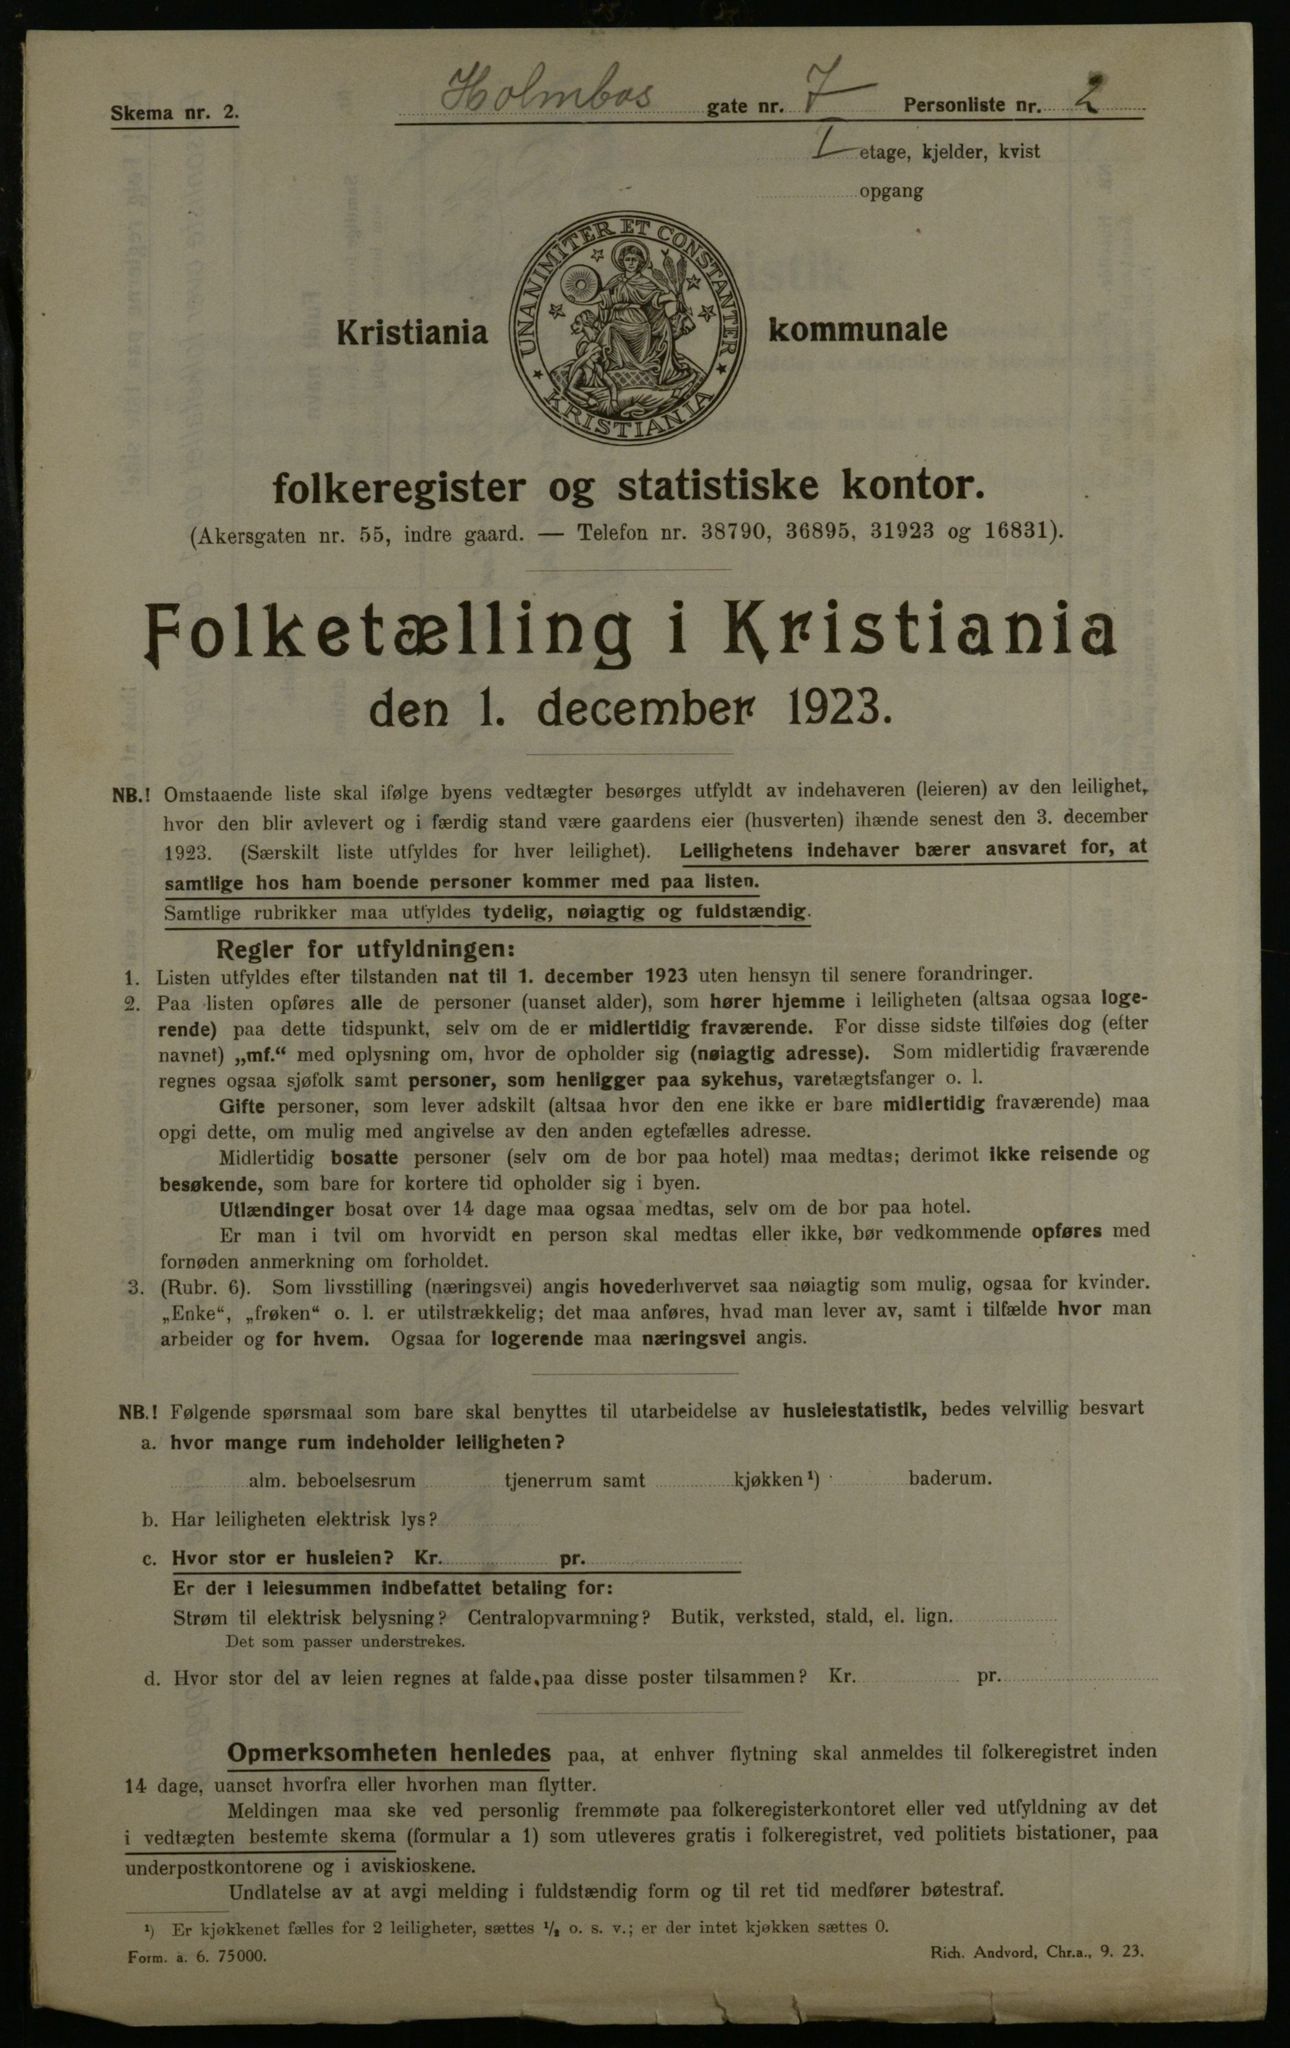 Skema nr. 2.
Holmbos gate nr. 7 Personliste nr. 2
I etage, kjelder, kvist
opgang
UNANIMITER ET CONSTANTER
KRISTIANIA
Kristiania kommunale
folkeregister og statistiske kontor.
(Akersgaten nr. 55, indre gaard. — Telefon nr. 38790, 36895, 31923 og 16831).
Folketælling i Kristiania
den 1. december 1923.
NB.! Omstaaende liste skal ifølge byens vedtægter besørges utfyldt av indehaveren (leieren) av den leilighet,
hvor den blir avlevert og i færdig stand være gaardens eier (husverten) ihænde senest den 3. december
1923. (Særskilt liste utfyldes for hver leilighet). Leilighetens indehaver bærer ansvaret for, at
samtlige hos ham boende personer kommer med paa listen.
Samtlige rubrikker maa utfyldes tydelig, nøiagtig og fuldstændig.
Regler for utfyldningen:
1. Listen utfyldes efter tilstanden nat til 1. december 1923 uten hensyn til senere forandringer.
2. Paa listen opføres alle de personer (uanset alder), som hører hjemme i leiligheten (altsaa ogsaa loge-
rende) paa dette tidspunkt, selv om de er midlertidig fraværende. For disse sidste tilføies dog (efter
navnet) „mf.“ med oplysning om, hvor de opholder sig (nøiagtig adresse). Som midlertidig fraværende
regnes ogsaa sjøfolk samt personer, som henligger paa sykehus, varetægtsfanger o. l.
Gifte personer, som lever adskilt (altsaa hvor den ene ikke er bare midlertidig fraværende) maa
opgi dette, om mulig med angivelse av den anden egtefælles adresse.
Midlertidig bosatte personer (selv om de bor paa hotel) maa medtas; derimot ikke reisende og
besøkende, som bare for kortere tid opholder sig i byen.
Utlændinger bosat over 14 dage maa ogsaa medtas, selv om de bor paa hotel.
Er man i tvil om hvorvidt en person skal medtas eller ikke, bør vedkommende opføres med
fornøden anmerkning om forholdet.
3. (Rubr. 6). Som livsstilling (næringsvei) angis hovederhvervet saa nøiagtig som mulig, ogsaa for kvinder.
„Enke“, „frøken“ o. l. er utilstrækkelig; det maa anføres, hvad man lever av, samt i tilfælde hvor man
arbeider og for hvem. Ogsaa for logerende maa næringsvei angis.
NB.! Følgende spørsmaal som bare skal benyttes til utarbeidelse av husleiestatistik, bedes velvillig besvart
a. hvor mange rum indeholder leiligheten?
alm. beboelsesrum tjenerrum samt kjøkken ¹) baderum.
b. Har leiligheten elektrisk lys?
c. Hvor stor er husleien? Kr. pr.
Er der i leiesummen indbefattet betaling for:
Strøm til elektrisk belysning? Centralopvarmning? Butik, verksted, stald, el. lign.
Det som passer understrekes.
d. Hvor stor del av leien regnes at falde paa disse poster tilsammen? Kr. pr.
Opmerksomheten henledes paa, at enhver flytning skal anmeldes til folkeregistret inden
14 dage, uanset hvorfra eller hvorhen man flytter.
Meldingen maa ske ved personlig fremmøte paa folkeregisterkontoret eller ved utfyldning av det
i vedtægten bestemte skema (formular a 1) som utleveres gratis i folkeregistret, ved politiets bistationer, paa
underpostkontorene og i aviskioskene.
Undlatelse av at avgi melding i fuldstændig form og til ret tid medfører bøtestraf.
¹) Er kjøkkenet fælles for 2 leiligheter, sættes ½ o. s. v.; er der intet kjøkken sættes 0.
Form. a. 6. 75000.
Rich. Andvord, Chr.a., 9. 23.